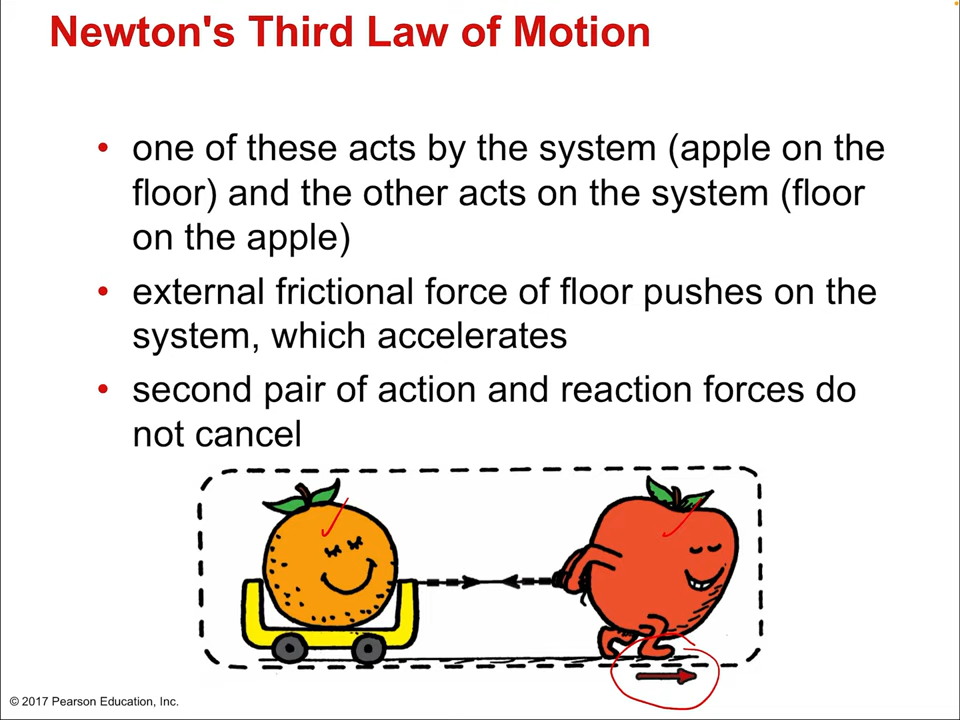 Newton's Third Law of Motion
• one of these acts by the system (apple on the
floor) and the other acts on the system (floor
on the apple)
• external frictional force of floor pushes on the
system, which accelerates
• second pair of action and reaction forces do
not cancel
© 2017 Pearson Education, Inc.